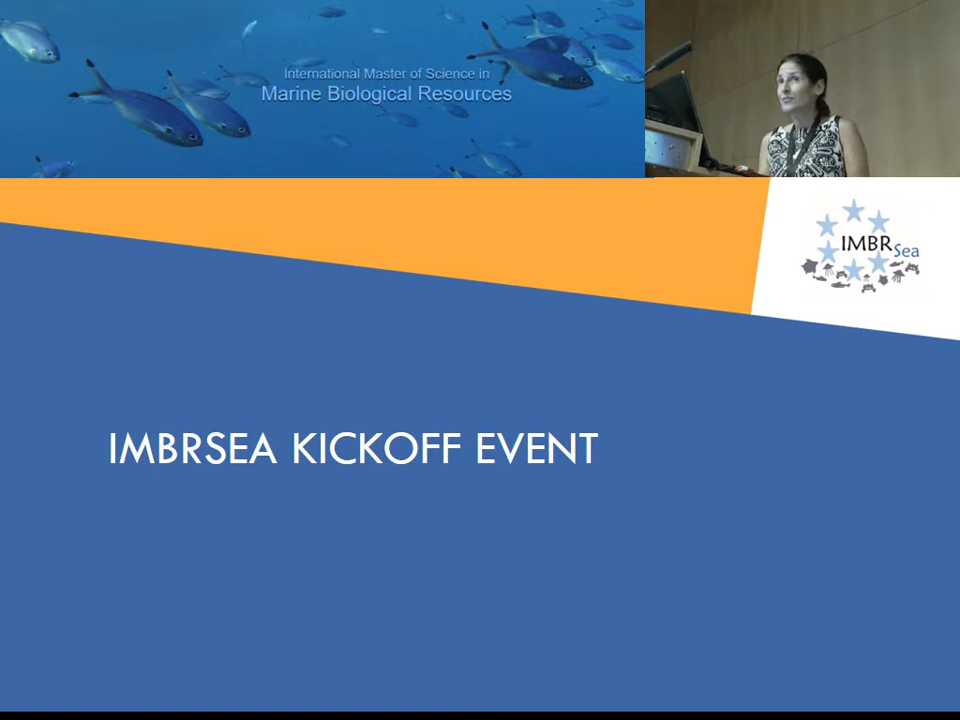 International Master of Science in
Marine Biological Resources
IMBRSea
IMBRSEA KICKOFF EVENT